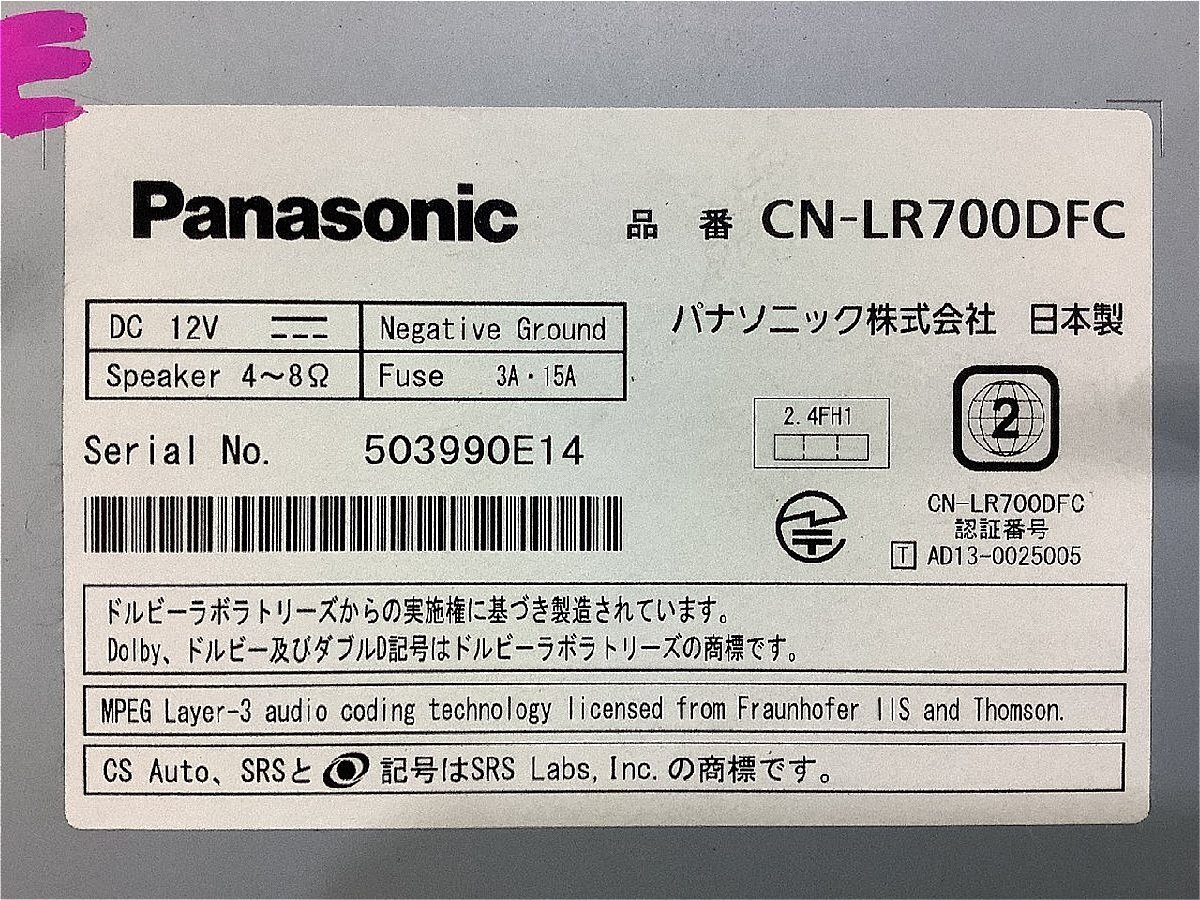 Panasonic 品 番 CN-LR700DFC
DC 12V Negative Ground
Speaker 4〜8Ω Fuse 3A・15A
パナソニック株式会社 日本製
Serial No. 503990E14
2.4FH1
2
CN-LR700DFC
認証番号
T AD13-0025005
ドルビーラボラトリーズからの実施権に基づき製造されています。
Dolby、ドルビー及びダブルD記号はドルビーラボラトリーズの商標です。
MPEG Layer-3 audio coding technology licensed from Fraunhofer IIS and Thomson.
CS Auto、SRSと 記号はSRS Labs,Inc.の商標です。